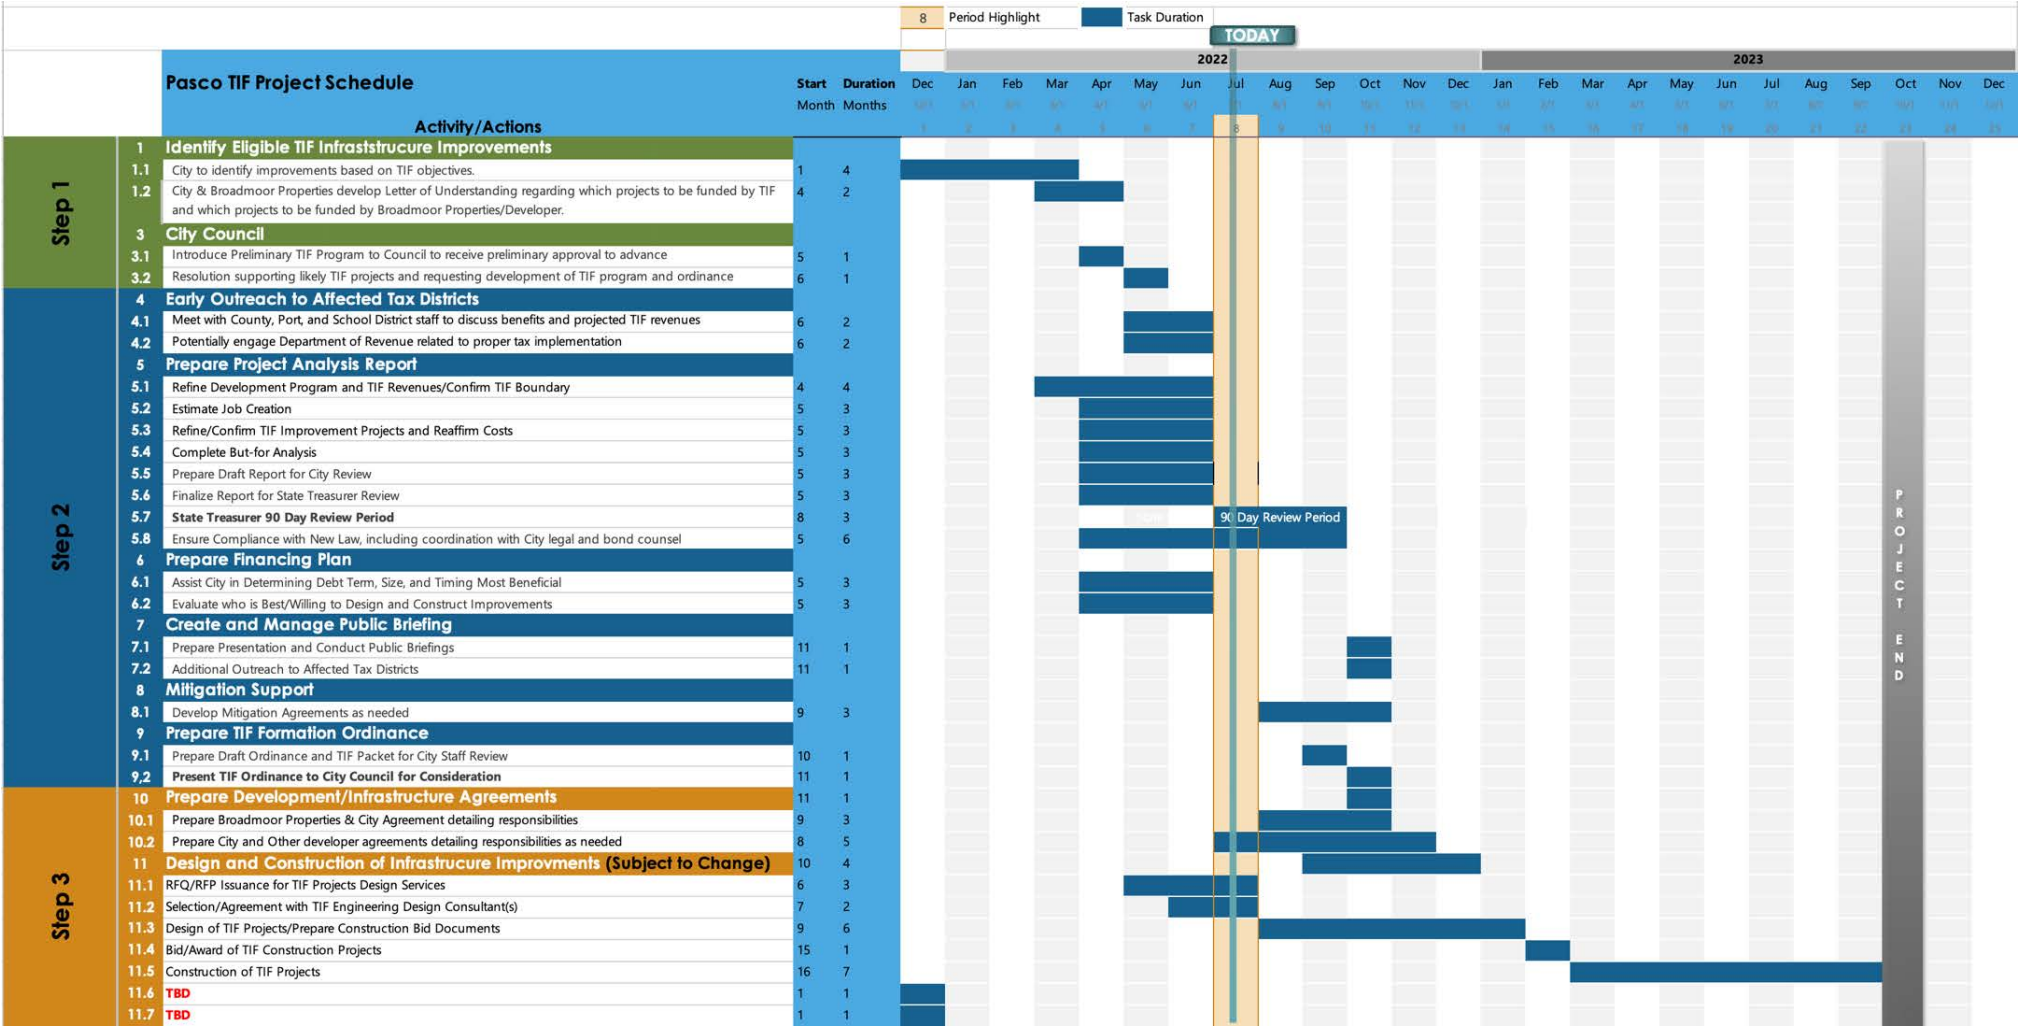 8 Period Highlight Task Duration
TODAY
2022 2023
Pasco TIF Project Schedule Start Duration Dec Jan Feb Mar Apr May Jun Jul Aug Sep Oct Nov Dec Jan Feb Mar Apr May Jun Jul Aug Sep Oct Nov Dec
Month Months
Activity/Actions 1 2 3 4 5 6 7 8 9 10 11 12 13 14 15 16 17 18 19 20 21 22 23 24 25
Step 1
1 Identify Eligible TIF Infraststrucure Improvements
1.1 City to identify improvements based on TIF objectives. 1 4
1.2 City & Broadmoor Properties develop Letter of Understanding regarding which projects to be funded by TIF 4 2
and which projects to be funded by Broadmoor Properties/Developer.
3 City Council
3.1 Introduce Preliminary TIF Program to Council to receive preliminary approval to advance 5 1
3.2 Resolution supporting likely TIF projects and requesting development of TIF program and ordinance 6 1
Step 2
4 Early Outreach to Affected Tax Districts
4.1 Meet with County, Port, and School District staff to discuss benefits and projected TIF revenues 6 2
4.2 Potentially engage Department of Revenue related to proper tax implementation 6 2
5 Prepare Project Analysis Report
5.1 Refine Development Program and TIF Revenues/Confirm TIF Boundary 4 4
5.2 Estimate Job Creation 5 3
5.3 Refine/Confirm TIF Improvement Projects and Reaffirm Costs 5 3
5.4 Complete But-for Analysis 5 3
5.5 Prepare Draft Report for City Review 5 3
5.6 Finalize Report for State Treasurer Review 5 3
5.7 State Treasurer 90 Day Review Period 8 3 90 Day Review Period
5.8 Ensure Compliance with New Law, including coordination with City legal and bond counsel 5 6
6 Prepare Financing Plan
6.1 Assist City in Determining Debt Term, Size, and Timing Most Beneficial 5 3
6.2 Evaluate who is Best/Willing to Design and Construct Improvements 5 3
7 Create and Manage Public Briefing
7.1 Prepare Presentation and Conduct Public Briefings 11 1
7.2 Additional Outreach to Affected Tax Districts 11 1
8 Mitigation Support
8.1 Develop Mitigation Agreements as needed 9 3
9 Prepare TIF Formation Ordinance
9.1 Prepare Draft Ordinance and TIF Packet for City Staff Review 10 1
9,2 Present TIF Ordinance to City Council for Consideration 11 1
Step 3
10 Prepare Development/Infrastructure Agreements 11 1
10.1 Prepare Broadmoor Properties & City Agreement detailing responsibilities 9 3
10.2 Prepare City and Other developer agreements detailing responsibilities as needed 8 5
11 Design and Construction of Infrastrucure Improvments (Subject to Change) 10 4
11.1 RFQ/RFP Issuance for TIF Projects Design Services 6 3
11.2 Selection/Agreement with TIF Engineering Design Consultant(s) 7 2
11.3 Design of TIF Projects/Prepare Construction Bid Documents 9 6
11.4 Bid/Award of TIF Construction Projects 15 1
11.5 Construction of TIF Projects 16 7
11.6 TBD 1 1
11.7 TBD 1 1
PROJECT END